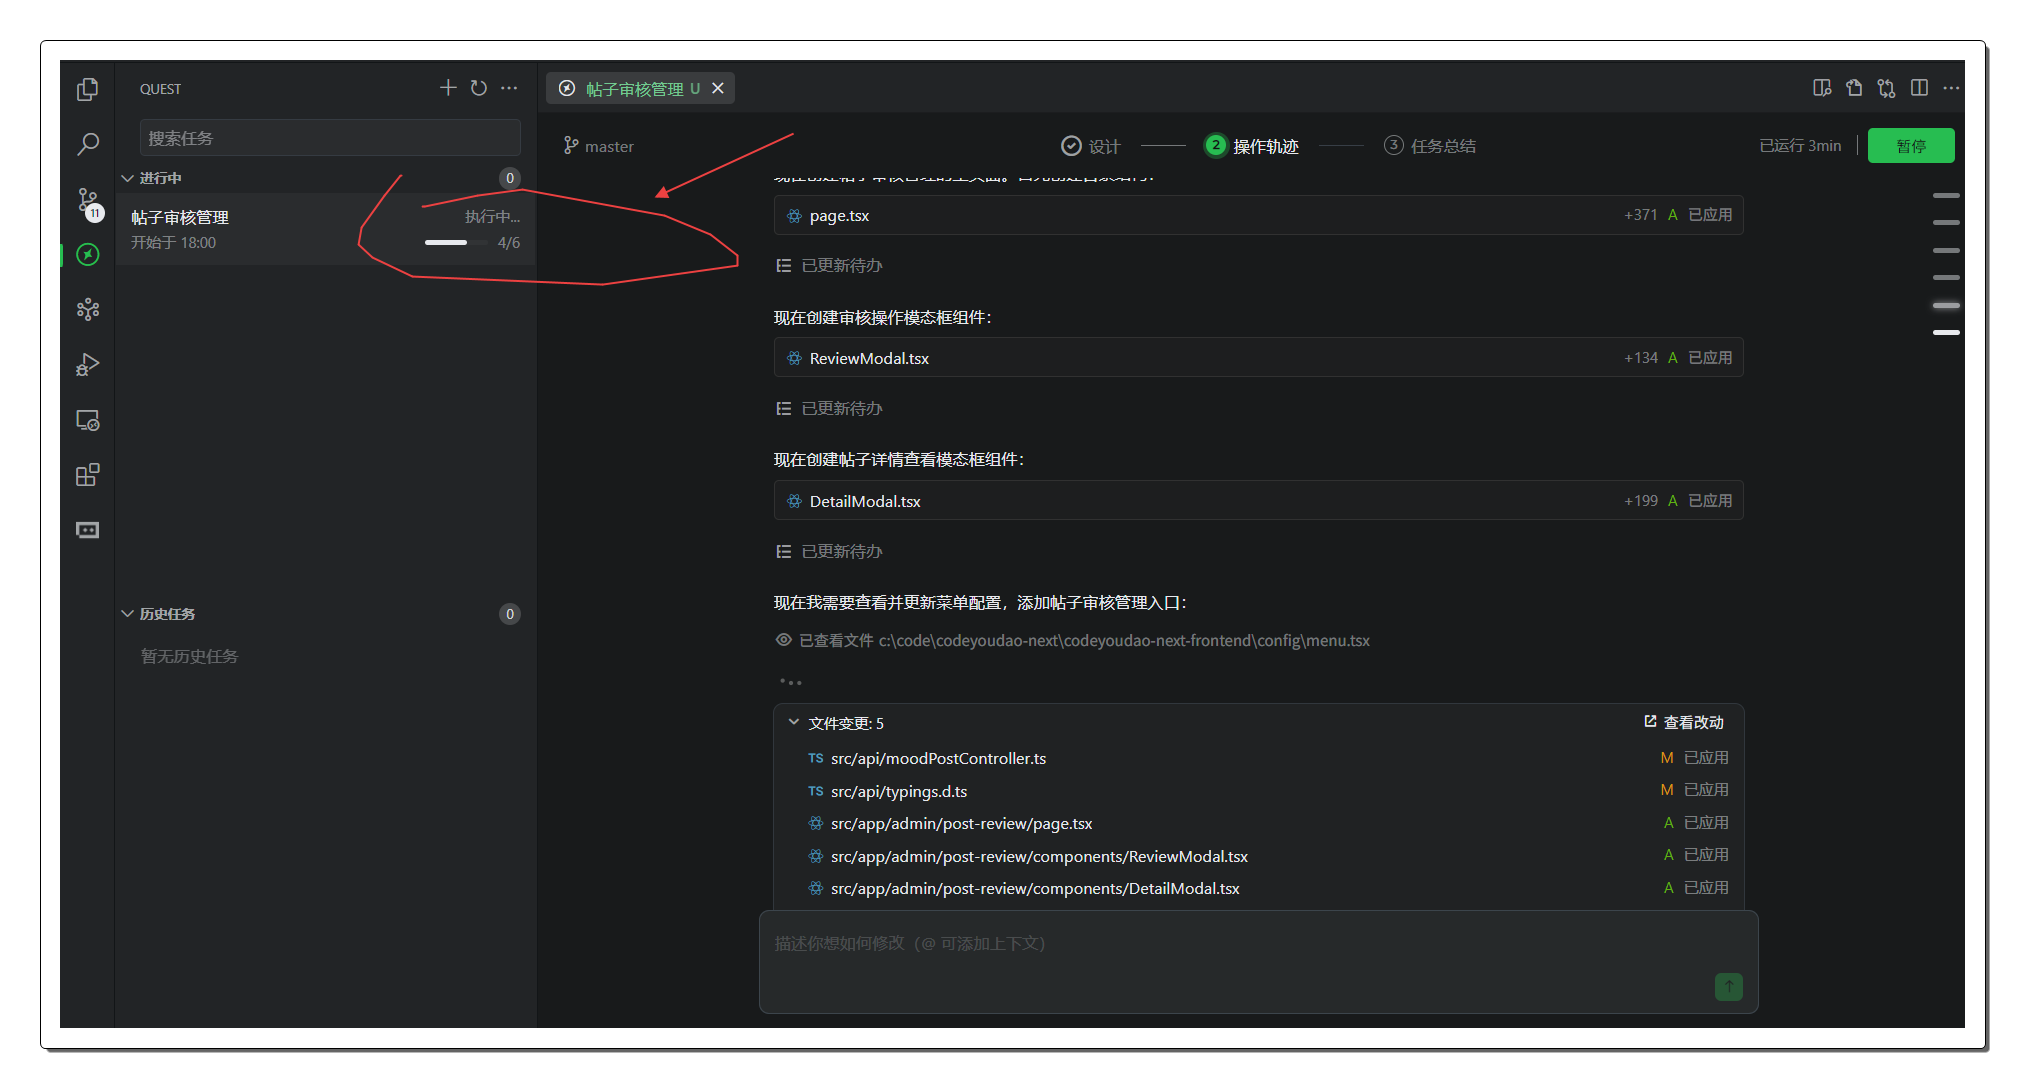 QUEST
搜索任务
进行中 0
帖子审核管理 执行中...
开始于 18:00 4/6
11
历史任务 0
暂无历史任务
帖子审核管理 U
master
设计
2 操作轨迹
3 任务总结
已运行 3min
暂停
page.tsx +371 A 已应用
已更新待办
现在创建审核操作模态框组件：
ReviewModal.tsx +134 A 已应用
已更新待办
现在创建帖子详情查看模态框组件：
DetailModal.tsx +199 A 已应用
已更新待办
现在我需要查看并更新菜单配置，添加帖子审核管理入口：
已查看文件 c:\code\codeyoudao-next\codeyoudao-next-frontend\config\menu.tsx
文件变更: 5 查看改动
TS src/api/moodPostController.ts M 已应用
TS src/api/typings.d.ts M 已应用
src/app/admin/post-review/page.tsx A 已应用
src/app/admin/post-review/components/ReviewModal.tsx A 已应用
src/app/admin/post-review/components/DetailModal.tsx A 已应用
描述你想如何修改（@ 可添加上下文）